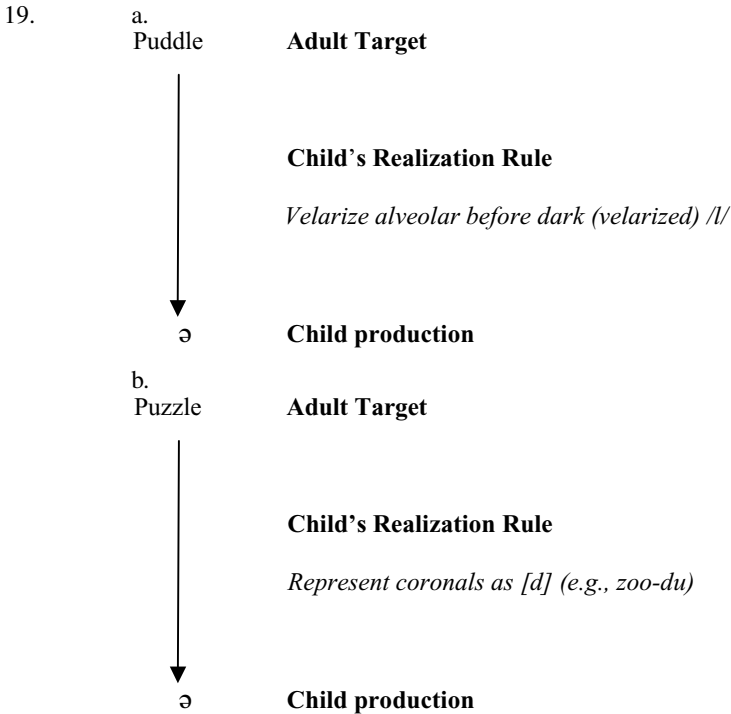 19. a.
Puddle Adult Target
Child's Realization Rule
Velarize alveolar before dark (velarized) /l/
ə Child production
b.
Puzzle Adult Target
Child’s Realization Rule
Represent coronals as [d] (e.g., zoo-du)
ə Child production